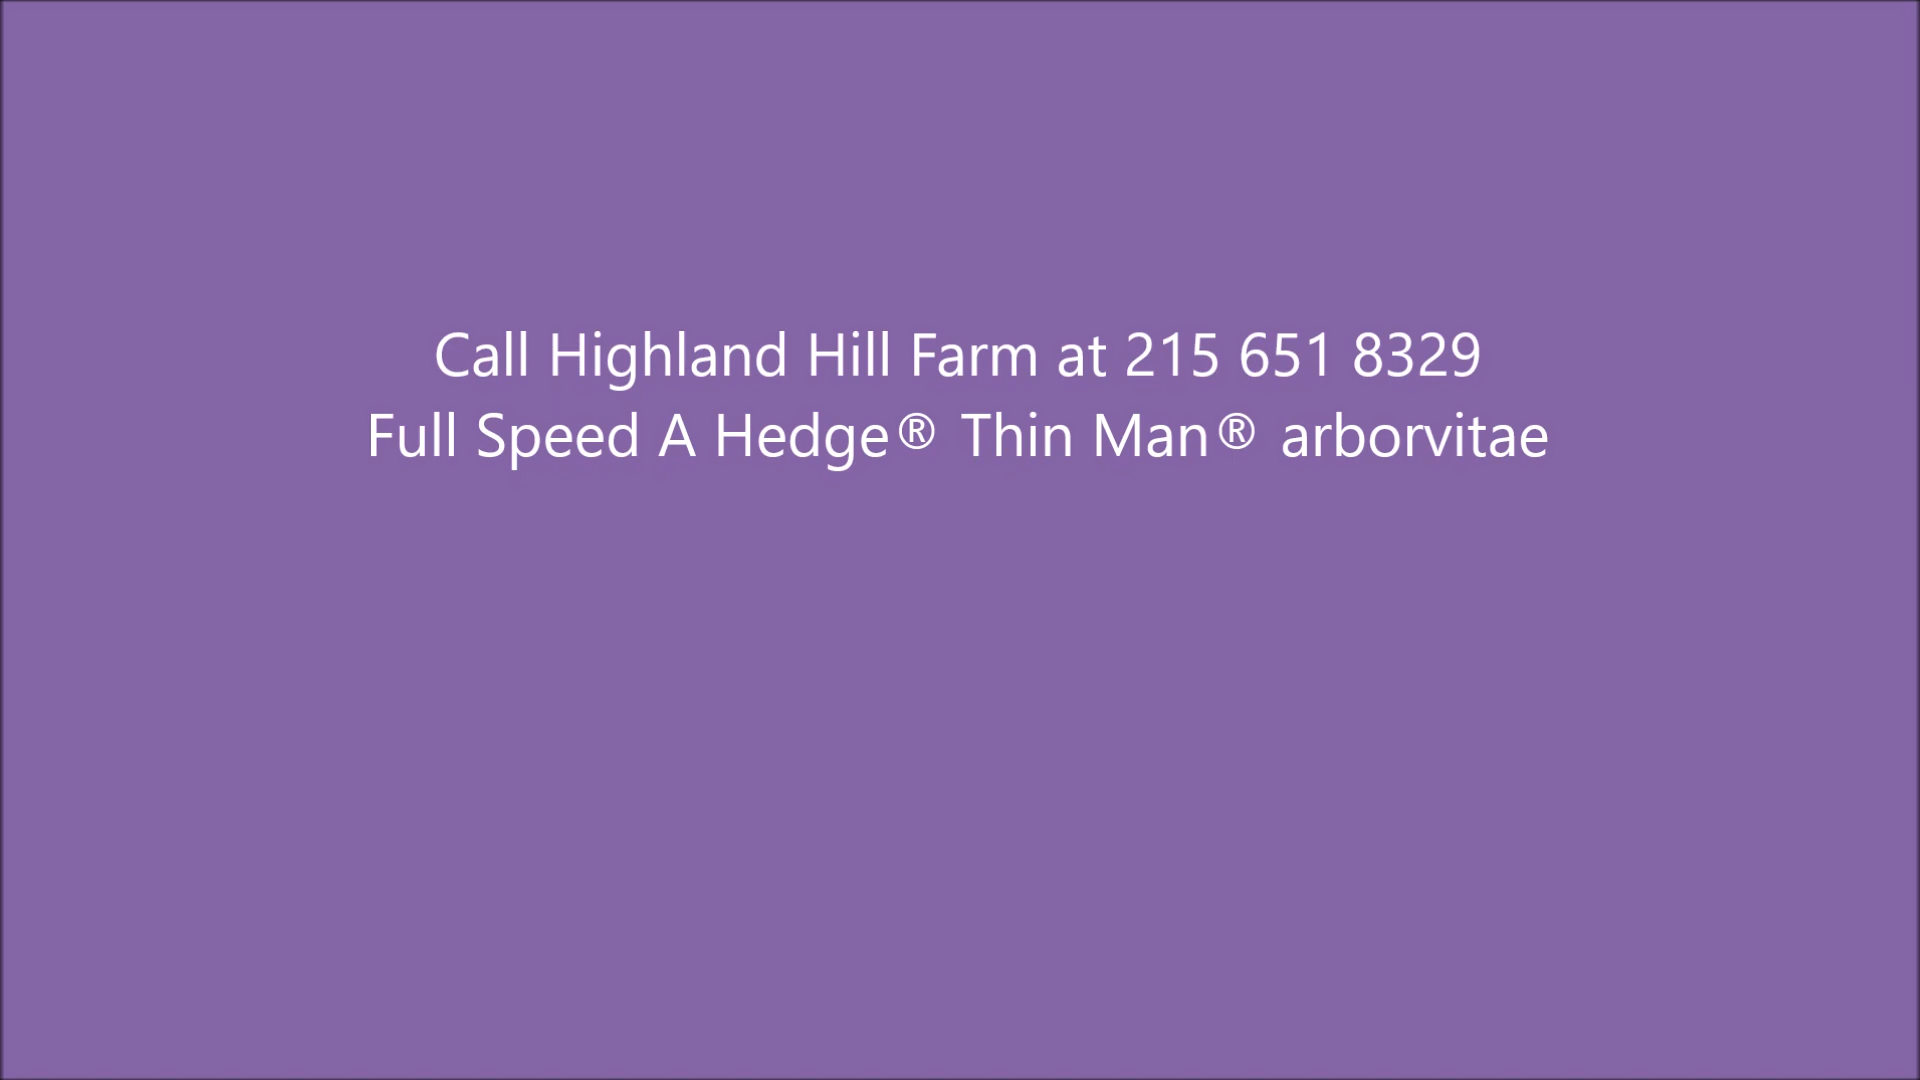 Call Highland Hill Farm at 215 651 8329
Full Speed A Hedge® Thin Man® arborvitae